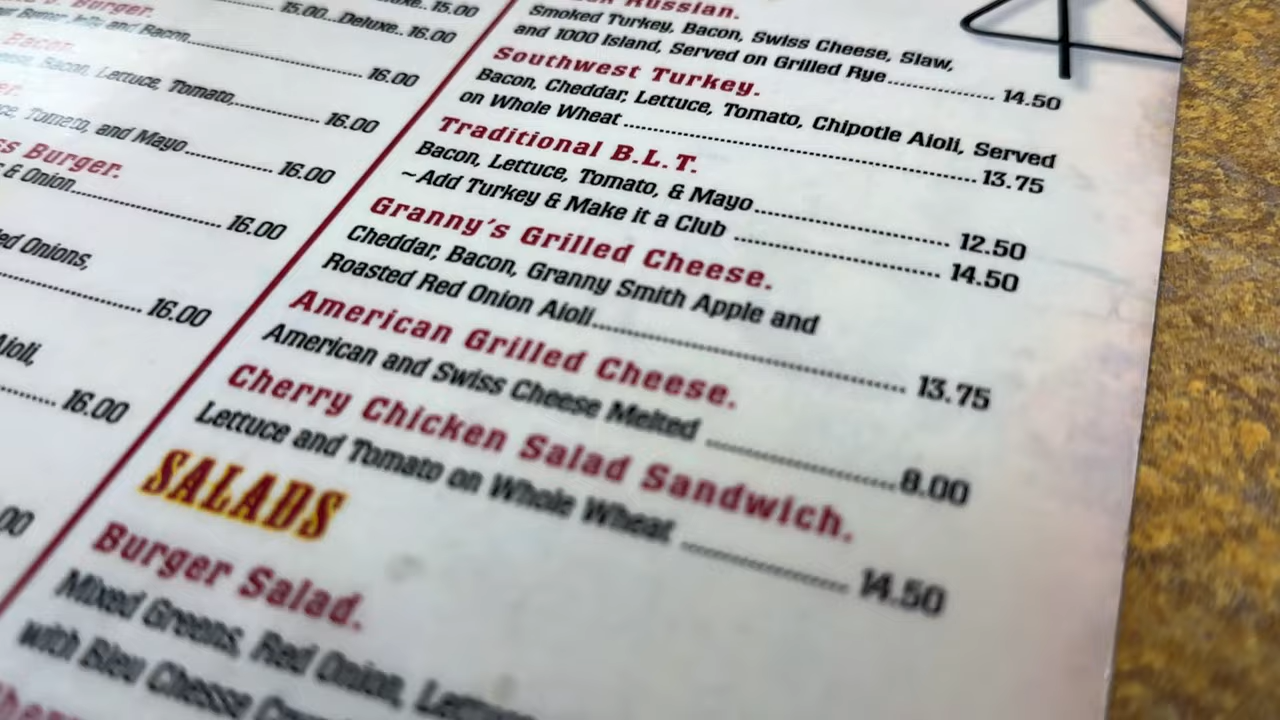 15.00
15.00...Deluxe.. 16.00
Burger.
and Bacon 16.00
Bacon.
Bacon, Lettuce, Tomato, 16.00
Tomato, and Mayo 16.00
Burger.
& Onion 16.00
Onions,
16.00
16.00
Russian.
Smoked Turkey, Bacon, Swiss Cheese, Slaw,
and 1000 Island, Served on Grilled Rye 14.50
Southwest Turkey.
Bacon, Cheddar, Lettuce, Tomato, Chipotle Aioli, Served
on Whole Wheat 13.75
Traditional B.L.T.
Bacon, Lettuce, Tomato, & Mayo 12.50
~Add Turkey & Make it a Club 14.50
Granny's Grilled Cheese.
Cheddar, Bacon, Granny Smith Apple and
Roasted Red Onion Aioli 13.75
American Grilled Cheese.
American and Swiss Cheese Melted 8.00
Cherry Chicken Salad Sandwich.
Lettuce and Tomato on Whole Wheat 14.50
SALADS
Burger Salad.
Mixed Greens, Red Onion,
with Bleu Chesse